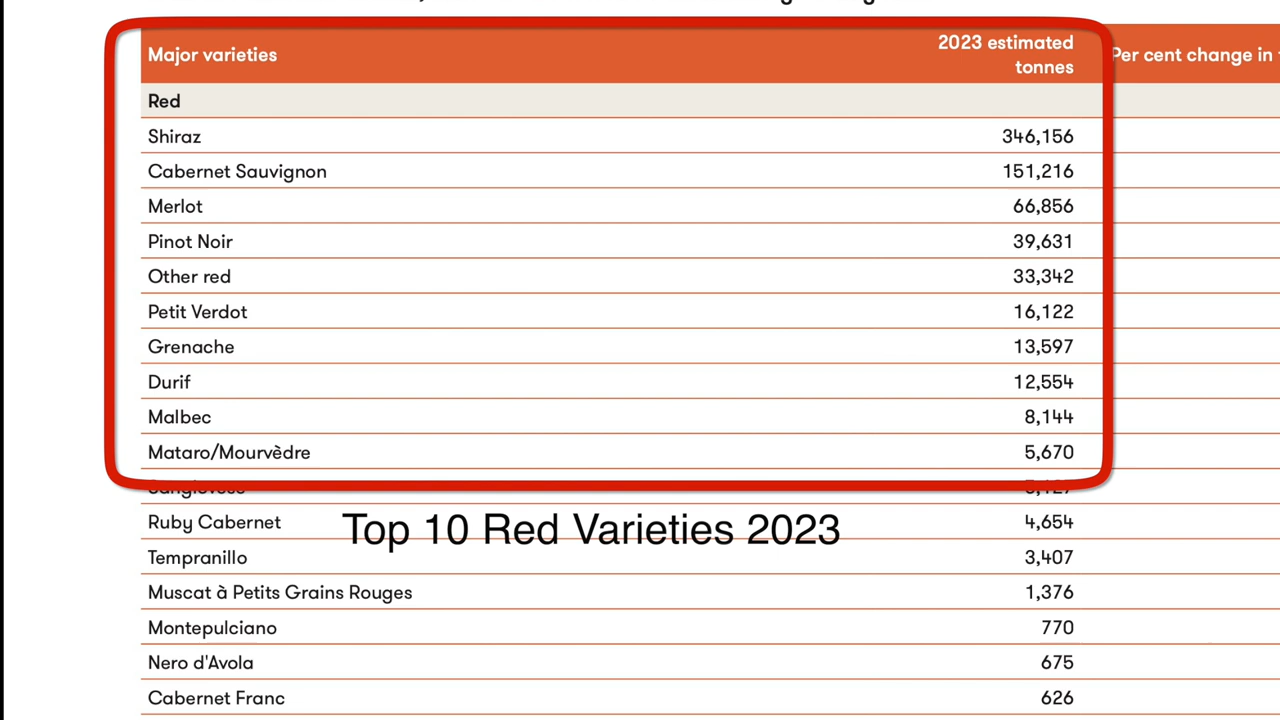 Major varieties 2023 estimated tonnes Per cent change in
Red
Shiraz 346,156
Cabernet Sauvignon 151,216
Merlot 66,856
Pinot Noir 39,631
Other red 33,342
Petit Verdot 16,122
Grenache 13,597
Durif 12,554
Malbec 8,144
Mataro/Mourvèdre 5,670
Ruby Cabernet 4,654
Top 10 Red Varieties 2023
Tempranillo 3,407
Muscat à Petits Grains Rouges 1,376
Montepulciano 770
Nero d'Avola 675
Cabernet Franc 626